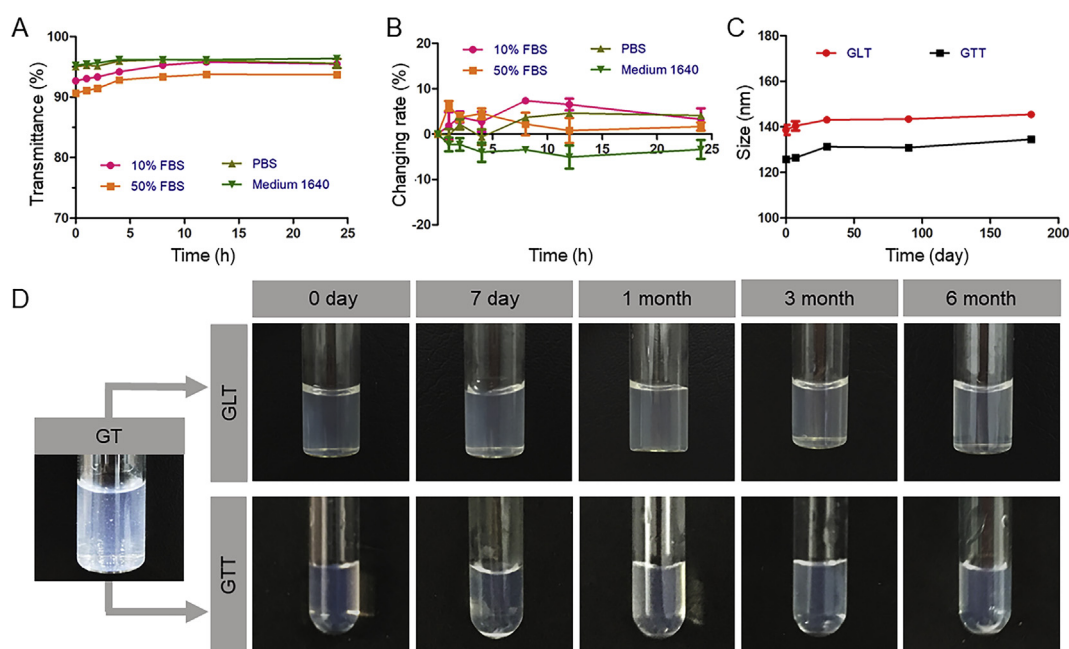 A
Transmittance (%)
100
90
80
70
10% FBS
50% FBS
PBS
Medium 1640
0 5 10 15 20 25
Time (h)
B
Changing rate (%)
20
10
0
-10
-20
10% FBS
50% FBS
PBS
Medium 1640
5 10 15 20 25
Time (h)
C
Size (nm)
180
160
140
120
100
GLT GTT
0 50 100 150 200
Time (day)
D
0 day 7 day 1 month 3 month 6 month
GLT
GT
GTT